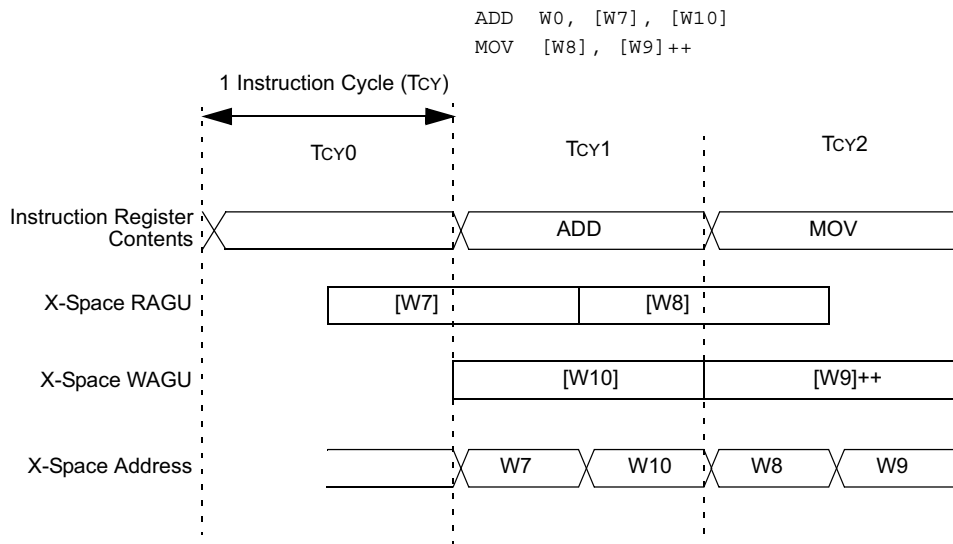 ADD W0, [W7], [W10]
MOV [W8], [W9]++
1 Instruction Cycle (TCY)
TCY0 TCY1 TCY2
Instruction Register
Contents
ADD MOV
X-Space RAGU [W7] [W8]
X-Space WAGU [W10] [W9]++
X-Space Address W7 W10 W8 W9